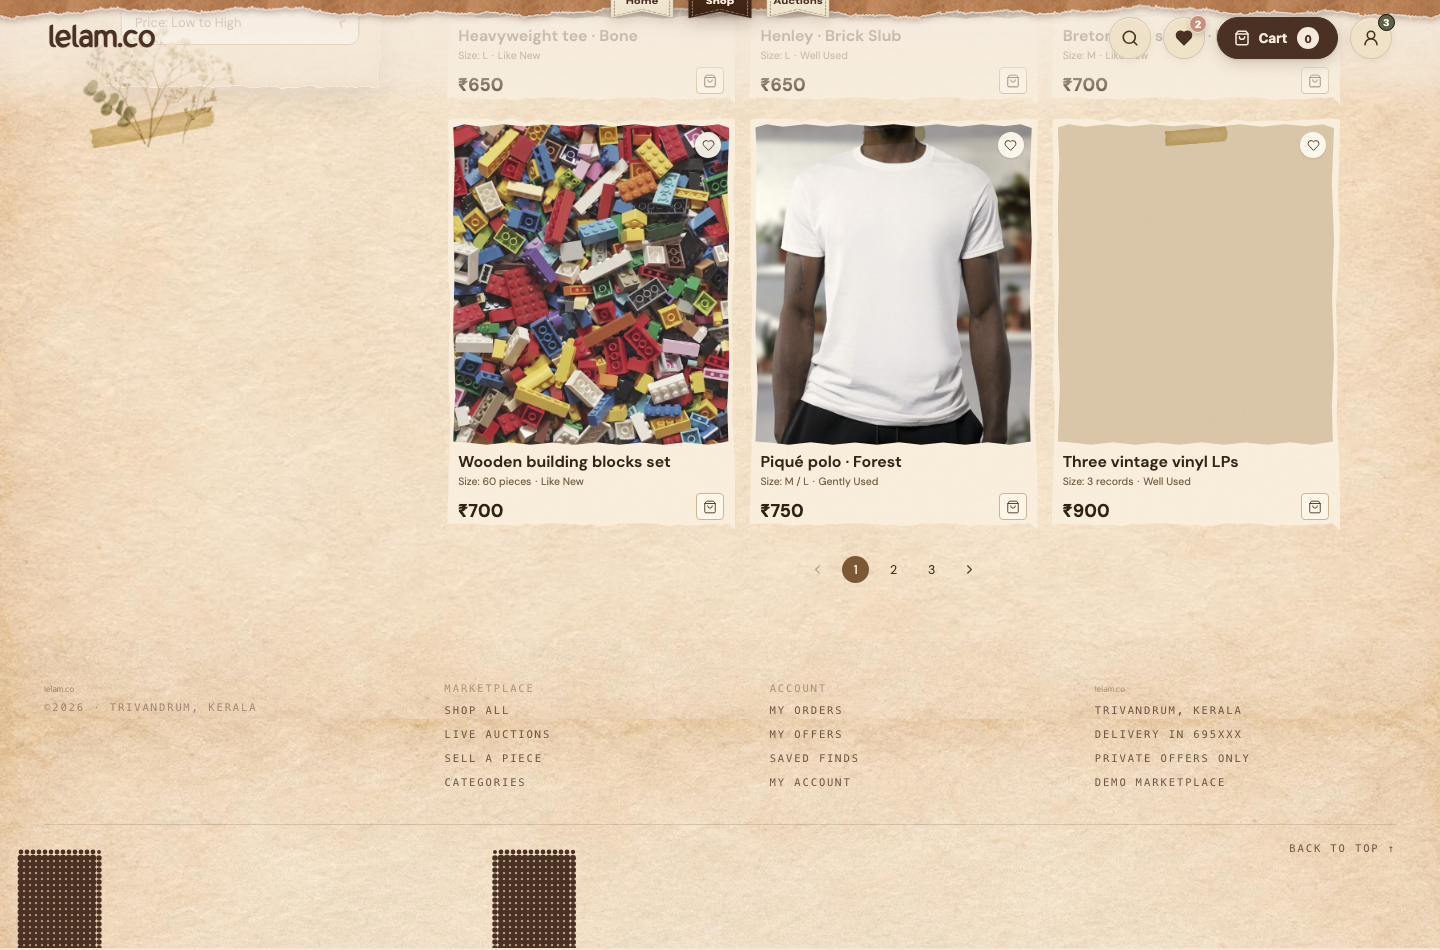 Home
Shop
Auctions
Price: Low to High
lelam.co
2
Cart 0
3
Heavyweight tee · Bone
Size: L · Like New
₹650
Henley · Brick Slub
Size: L · Well Used
₹650
Size: M · Like New
₹700
Wooden building blocks set
Size: 60 pieces · Like New
₹700
Piqué polo · Forest
Size: M / L · Gently Used
₹750
Three vintage vinyl LPs
Size: 3 records · Well Used
₹900
1 2 3
lelam.co
©2026 · TRIVANDRUM, KERALA
MARKETPLACE
SHOP ALL
LIVE AUCTIONS
SELL A PIECE
CATEGORIES
ACCOUNT
MY ORDERS
MY OFFERS
SAVED FINDS
MY ACCOUNT
lelam.co
TRIVANDRUM, KERALA
DELIVERY IN 695XXX
PRIVATE OFFERS ONLY
DEMO MARKETPLACE
BACK TO TOP ↑